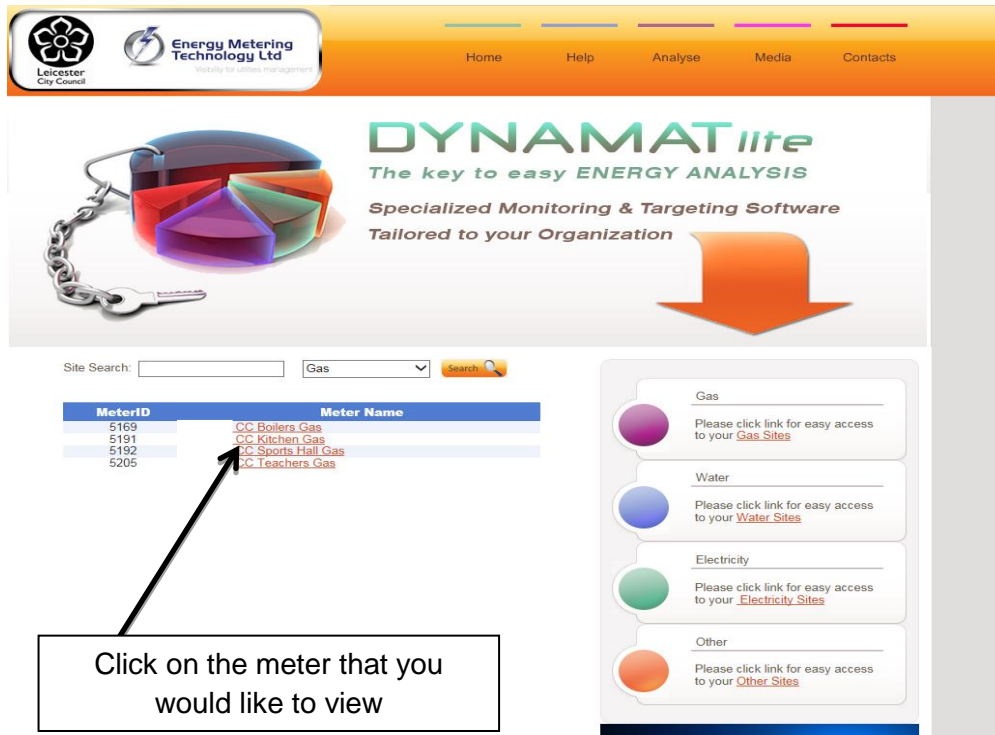 Leicester
City Council
Energy Metering
Technology Ltd
Visibility for utilities management
Home Help Analyse Media Contacts
DYNAMAT lite
The key to easy ENERGY ANALYSIS
Specialized Monitoring & Targeting Software
Tailored to your Organization
Site Search: Gas Search
MeterID Meter Name
5169 CC Boilers Gas
5191 CC Kitchen Gas
5192 CC Sports Hall Gas
5205 CC Teachers Gas
Click on the meter that you
would like to view
Gas
Please click link for easy access
to your Gas Sites
Water
Please click link for easy access
to your Water Sites
Electricity
Please click link for easy access
to your Electricity Sites
Other
Please click link for easy access
to your Other Sites